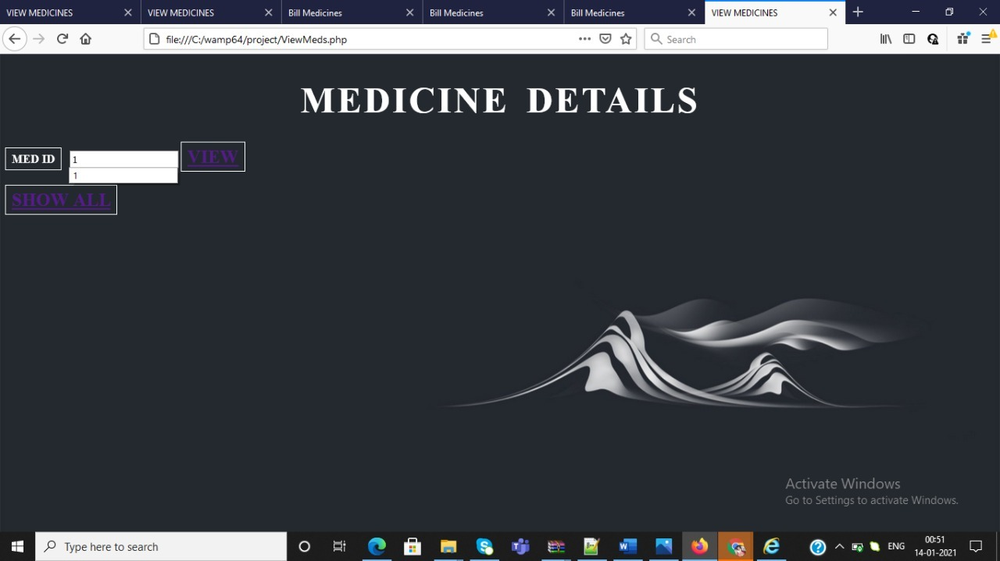 VIEW MEDICINES VIEW MEDICINES Bill Medicines Bill Medicines Bill Medicines VIEW MEDICINES
file:///C:/wamp64/project/ViewMeds.php Search
MEDICINE DETAILS
MED ID 1 VIEW
1
SHOW ALL
Activate Windows
Go to Settings to activate Windows.
Type here to search ENG 00:51
14-01-2021